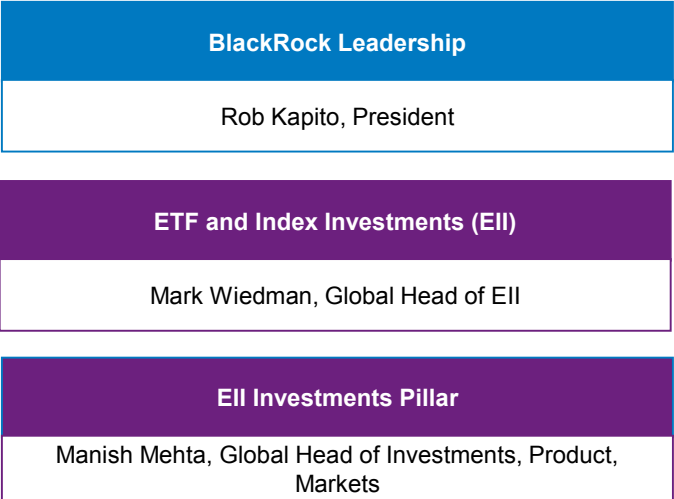 BlackRock Leadership
Rob Kapito, President
ETF and Index Investments (EII)
Mark Wiedman, Global Head of EII
EII Investments Pillar
Manish Mehta, Global Head of Investments, Product,
Markets